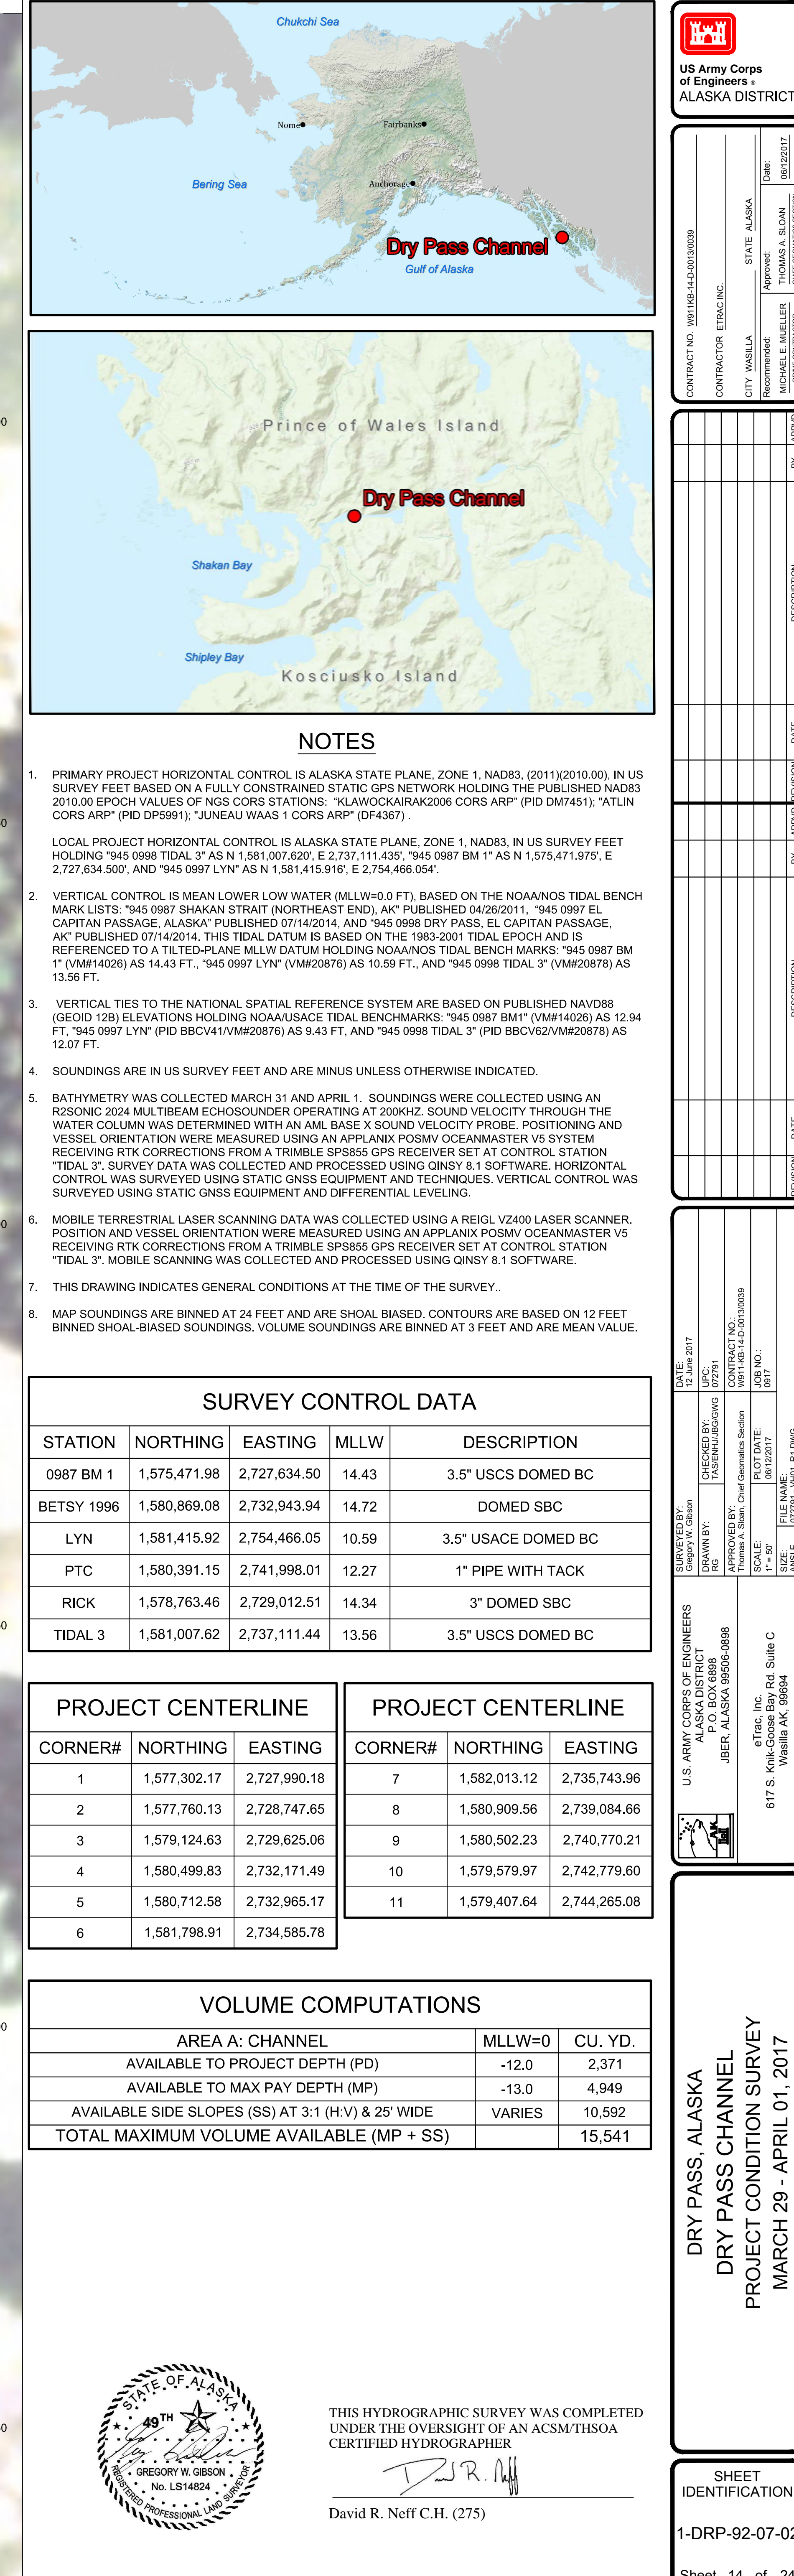 Chukchi Sea
Nome
Fairbanks
Bering Sea
Anchorage
Dry Pass Channel
Gulf of Alaska
Prince of Wales Island
Dry Pass Channel
Shakan Bay
Shipley Bay
Kosciusko Island
NOTES
1. PRIMARY PROJECT HORIZONTAL CONTROL IS ALASKA STATE PLANE, ZONE 1, NAD83, (2011)(2010.00), IN US
SURVEY FEET BASED ON A FULLY CONSTRAINED STATIC GPS NETWORK HOLDING THE PUBLISHED NAD83
2010.00 EPOCH VALUES OF NGS CORS STATIONS: "KLAWOCKAIRAK2006 CORS ARP" (PID DM7451); "ATLIN
CORS ARP" (PID DP5991); "JUNEAU WAAS 1 CORS ARP" (DF4367) .
LOCAL PROJECT HORIZONTAL CONTROL IS ALASKA STATE PLANE, ZONE 1, NAD83, IN US SURVEY FEET
HOLDING "945 0998 TIDAL 3" AS N 1,581,007.620', E 2,737,111.435', "945 0987 BM 1" AS N 1,575,471.975', E
2,727,634.500', AND "945 0997 LYN" AS N 1,581,415.916', E 2,754,466.054'.
2. VERTICAL CONTROL IS MEAN LOWER LOW WATER (MLLW=0.0 FT), BASED ON THE NOAA/NOS TIDAL BENCH
MARK LISTS: "945 0987 SHAKAN STRAIT (NORTHEAST END), AK" PUBLISHED 04/26/2011, "945 0997 EL
CAPITAN PASSAGE, ALASKA" PUBLISHED 07/14/2014, AND "945 0998 DRY PASS, EL CAPITAN PASSAGE,
AK" PUBLISHED 07/14/2014. THIS TIDAL DATUM IS BASED ON THE 1983-2001 TIDAL EPOCH AND IS
REFERENCED TO A TILTED-PLANE MLLW DATUM HOLDING NOAA/NOS TIDAL BENCH MARKS: "945 0987 BM
1" (VM#14026) AS 14.43 FT., "945 0997 LYN" (VM#20876) AS 10.59 FT., AND "945 0998 TIDAL 3" (VM#20878) AS
13.56 FT.
3. VERTICAL TIES TO THE NATIONAL SPATIAL REFERENCE SYSTEM ARE BASED ON PUBLISHED NAVD88
(GEOID 12B) ELEVATIONS HOLDING NOAA/USACE TIDAL BENCHMARKS: "945 0987 BM1" (VM#14026) AS 12.94
FT, "945 0997 LYN" (PID BBCV41/VM#20876) AS 9.43 FT, AND "945 0998 TIDAL 3" (PID BBCV62/VM#20878) AS
12.07 FT.
4. SOUNDINGS ARE IN US SURVEY FEET AND ARE MINUS UNLESS OTHERWISE INDICATED.
5. BATHYMETRY WAS COLLECTED MARCH 31 AND APRIL 1. SOUNDINGS WERE COLLECTED USING AN
R2SONIC 2024 MULTIBEAM ECHOSOUNDER OPERATING AT 200KHZ. SOUND VELOCITY THROUGH THE
WATER COLUMN WAS DETERMINED WITH AN AML BASE X SOUND VELOCITY PROBE. POSITIONING AND
VESSEL ORIENTATION WERE MEASURED USING AN APPLANIX POSMV OCEANMASTER V5 SYSTEM
RECEIVING RTK CORRECTIONS FROM A TRIMBLE SPS855 GPS RECEIVER SET AT CONTROL STATION
"TIDAL 3". SURVEY DATA WAS COLLECTED AND PROCESSED USING QINSY 8.1 SOFTWARE. HORIZONTAL
CONTROL WAS SURVEYED USING STATIC GNSS EQUIPMENT AND TECHNIQUES. VERTICAL CONTROL WAS
SURVEYED USING STATIC GNSS EQUIPMENT AND DIFFERENTIAL LEVELING.
6. MOBILE TERRESTRIAL LASER SCANNING DATA WAS COLLECTED USING A REIGL VZ400 LASER SCANNER.
POSITION AND VESSEL ORIENTATION WERE MEASURED USING AN APPLANIX POSMV OCEANMASTER V5
RECEIVING RTK CORRECTIONS FROM A TRIMBLE SPS855 GPS RECEIVER SET AT CONTROL STATION
"TIDAL 3". MOBILE SCANNING WAS COLLECTED AND PROCESSED USING QINSY 8.1 SOFTWARE.
7. THIS DRAWING INDICATES GENERAL CONDITIONS AT THE TIME OF THE SURVEY..
8. MAP SOUNDINGS ARE BINNED AT 24 FEET AND ARE SHOAL BIASED. CONTOURS ARE BASED ON 12 FEET
BINNED SHOAL-BIASED SOUNDINGS. VOLUME SOUNDINGS ARE BINNED AT 3 FEET AND ARE MEAN VALUE.
SURVEY CONTROL DATA
STATION NORTHING EASTING MLLW DESCRIPTION
0987 BM 1 1,575,471.98 2,727,634.50 14.43 3.5" USCS DOMED BC
BETSY 1996 1,580,869.08 2,732,943.94 14.72 DOMED SBC
LYN 1,581,415.92 2,754,466.05 10.59 3.5" USACE DOMED BC
PTC 1,580,391.15 2,741,998.01 12.27 1" PIPE WITH TACK
RICK 1,578,763.46 2,729,012.51 14.34 3" DOMED SBC
TIDAL 3 1,581,007.62 2,737,111.44 13.56 3.5" USCS DOMED BC
PROJECT CENTERLINE
CORNER# NORTHING EASTING
1 1,577,302.17 2,727,990.18
2 1,577,760.13 2,728,747.65
3 1,579,124.63 2,729,625.06
4 1,580,499.83 2,732,171.49
5 1,580,712.58 2,732,965.17
6 1,581,798.91 2,734,585.78
PROJECT CENTERLINE
CORNER# NORTHING EASTING
7 1,582,013.12 2,735,743.96
8 1,580,909.56 2,739,084.66
9 1,580,502.23 2,740,770.21
10 1,579,579.97 2,742,779.60
11 1,579,407.64 2,744,265.08
VOLUME COMPUTATIONS
AREA A: CHANNEL MLLW=0 CU. YD.
AVAILABLE TO PROJECT DEPTH (PD) -12.0 2,371
AVAILABLE TO MAX PAY DEPTH (MP) -13.0 4,949
AVAILABLE SIDE SLOPES (SS) AT 3:1 (H:V) & 25' WIDE VARIES 10,592
TOTAL MAXIMUM VOLUME AVAILABLE (MP + SS) 15,541
STATE OF ALASKA
49TH
GREGORY W. GIBSON
No. LS14824
REGISTERED PROFESSIONAL LAND SURVEYOR
THIS HYDROGRAPHIC SURVEY WAS COMPLETED
UNDER THE OVERSIGHT OF AN ACSM/THSOA
CERTIFIED HYDROGRAPHER
David R. Neff
David R. Neff C.H. (275)
US Army Corps
of Engineers ®
ALASKA DISTRICT
CONTRACT NO. W911KB-14-D-0013/0039
CONTRACTOR ETRAC INC.
CITY WASILLA STATE ALASKA
Recommended: Approved: Date:
MICHAEL E. MUELLER THOMAS A. SLOAN 06/12/2017
SURVEYED BY:
Gregory W. Gibson
DATE:
12 June 2017
DRAWN BY:
RG
CHECKED BY:
TAS/ENHJ/JBG/GWG
UPC:
072791
APPROVED BY:
Thomas A. Sloan, Chief Geomatics Section
CONTRACT NO.:
W911-KB-14-D-0013/0039
SCALE:
1" = 50'
PLOT DATE:
06/12/2017
JOB NO.:
0917
SIZE:
FILE NAME:
U.S. ARMY CORPS OF ENGINEERS
ALASKA DISTRICT
P.O. BOX 6898
JBER, ALASKA 99506-0898
eTrac, Inc.
617 S. Knik-Goose Bay Rd. Suite C
Wasilla AK, 99694
DRY PASS, ALASKA
DRY PASS CHANNEL
PROJECT CONDITION SURVEY
MARCH 29 - APRIL 01, 2017
SHEET
IDENTIFICATION
1-DRP-92-07-02
Sheet 14 of 24